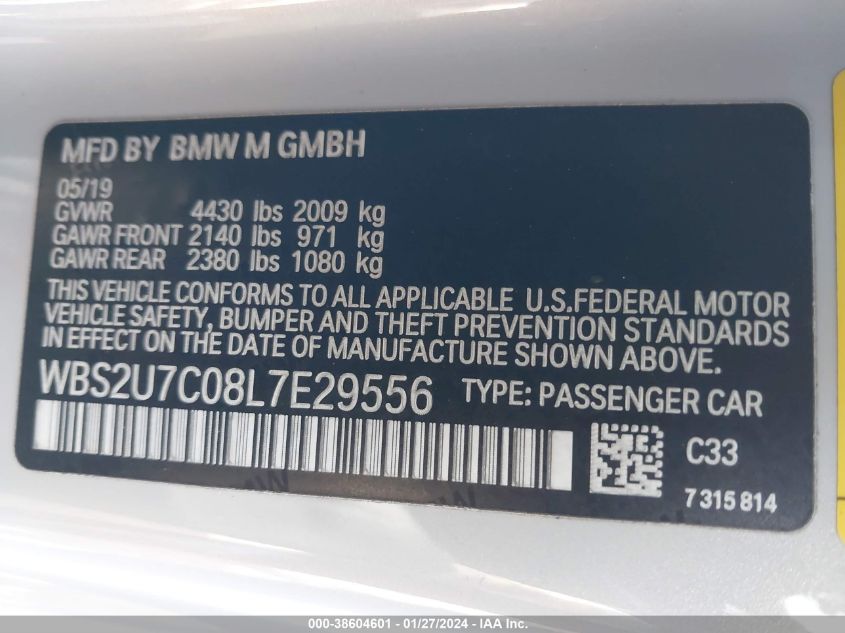 MFD BY BMW M GMBH
05/19
GVWR 4430 lbs 2009 kg
GAWR FRONT 2140 lbs 971 kg
GAWR REAR 2380 lbs 1080 kg
THIS VEHICLE CONFORMS TO ALL APPLICABLE U.S.FEDERAL MOTOR
VEHICLE SAFETY, BUMPER AND THEFT PREVENTION STANDARDS
IN EFFECT ON THE DATE OF MANUFACTURE SHOWN ABOVE.
WBS2U7C08L7E29556 TYPE: PASSENGER CAR
C33
7315814
000-38604601 - 01/27/2024 - IAA Inc.